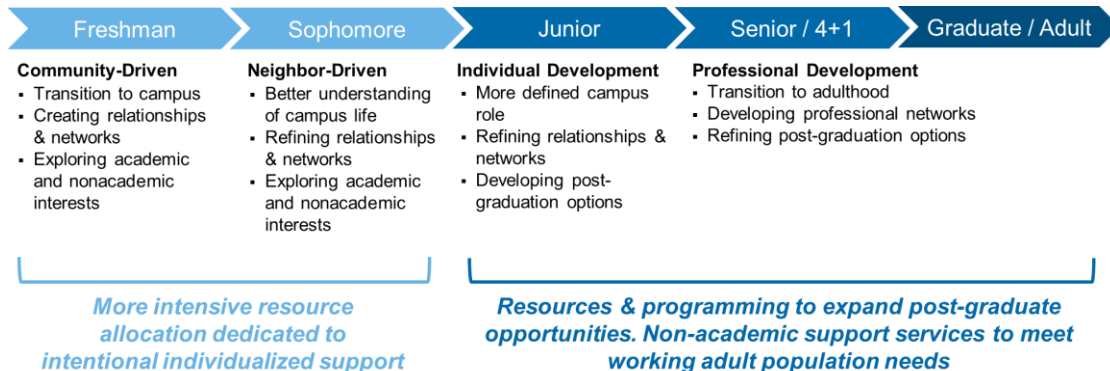 Freshman
Sophomore
Junior
Senior / 4+1
Graduate / Adult
Community-Driven
▪ Transition to campus
▪ Creating relationships
& networks
▪ Exploring academic
and nonacademic
interests
Neighbor-Driven
▪ Better understanding
of campus life
▪ Refining relationships
& networks
▪ Exploring academic
and nonacademic
interests
Individual Development
▪ More defined campus
role
▪ Refining relationships &
networks
▪ Developing post-
graduation options
Professional Development
▪ Transition to adulthood
▪ Developing professional networks
▪ Refining post-graduation options
More intensive resource
allocation dedicated to
intentional individualized support
Resources & programming to expand post-graduate
opportunities. Non-academic support services to meet
working adult population needs